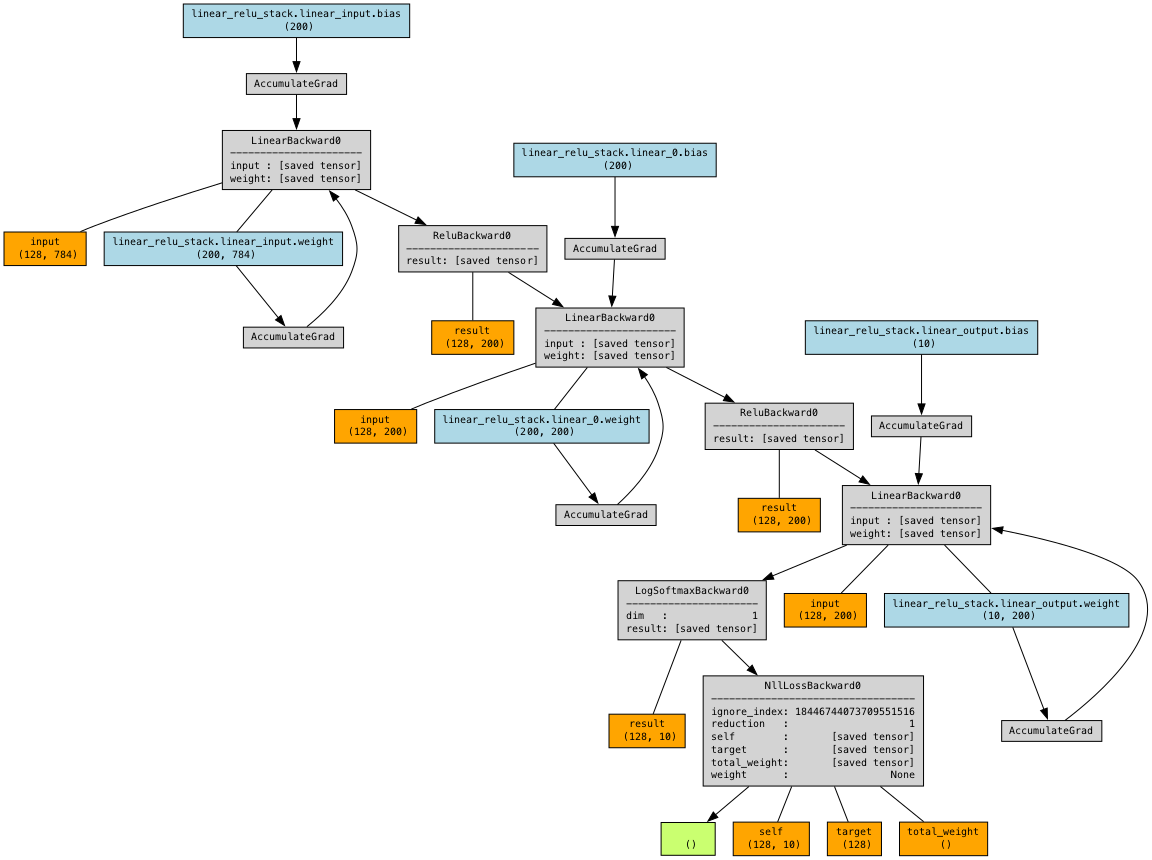 linear_relu_stack.linear_input.bias
(200)
AccumulateGrad
LinearBackward0
----------------------
input : [saved tensor]
weight: [saved tensor]
linear_relu_stack.linear_0.bias
(200)
input
(128, 784)
linear_relu_stack.linear_input.weight
(200, 784)
ReluBackward0
----------------------
result: [saved tensor]
AccumulateGrad
AccumulateGrad
result
(128, 200)
LinearBackward0
----------------------
input : [saved tensor]
weight: [saved tensor]
linear_relu_stack.linear_output.bias
(10)
input
(128, 200)
linear_relu_stack.linear_0.weight
(200, 200)
ReluBackward0
----------------------
result: [saved tensor]
AccumulateGrad
AccumulateGrad
result
(128, 200)
LinearBackward0
----------------------
input : [saved tensor]
weight: [saved tensor]
LogSoftmaxBackward0
----------------------
dim   :              1
result: [saved tensor]
input
(128, 200)
linear_relu_stack.linear_output.weight
(10, 200)
result
(128, 10)
NllLossBackward0
----------------------------------
ignore_index: 18446744073709551516
reduction   :                    1
self        :       [saved tensor]
target      :       [saved tensor]
total_weight:       [saved tensor]
weight      :                 None
AccumulateGrad
()
self
(128, 10)
target
(128)
total_weight
()